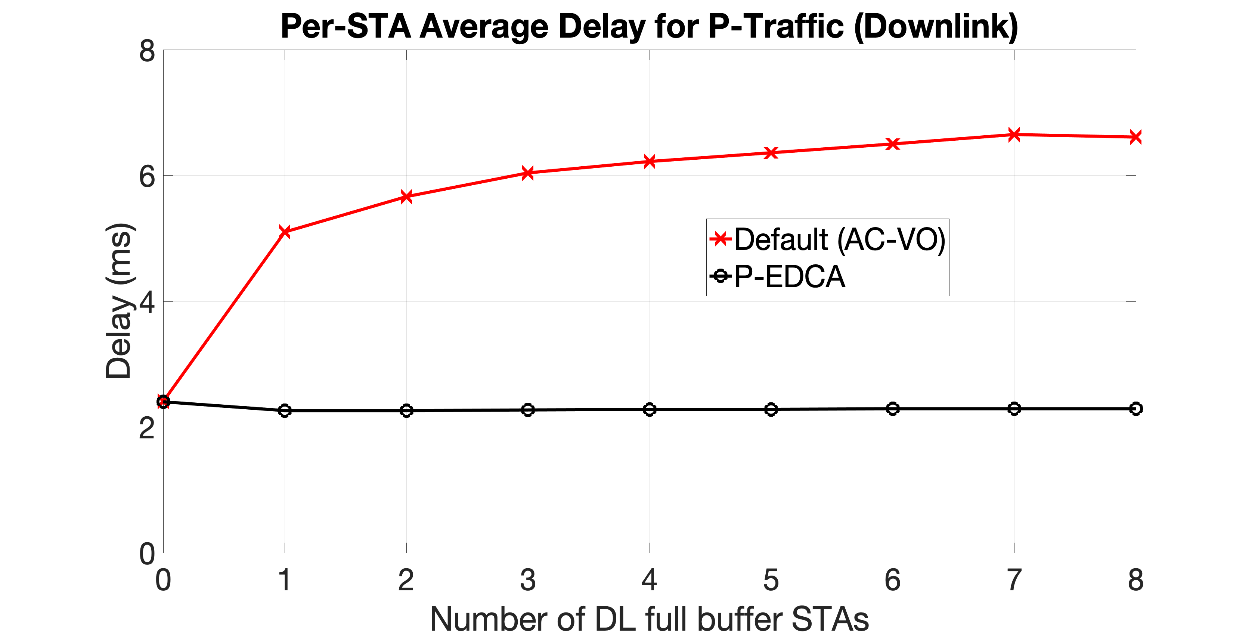 Per-STA Average Delay for P-Traffic (Downlink)
8
6
4
2
0
Delay (ms)
Default (AC-VO)
P-EDCA
0 1 2 3 4 5 6 7 8
Number of DL full buffer STAs